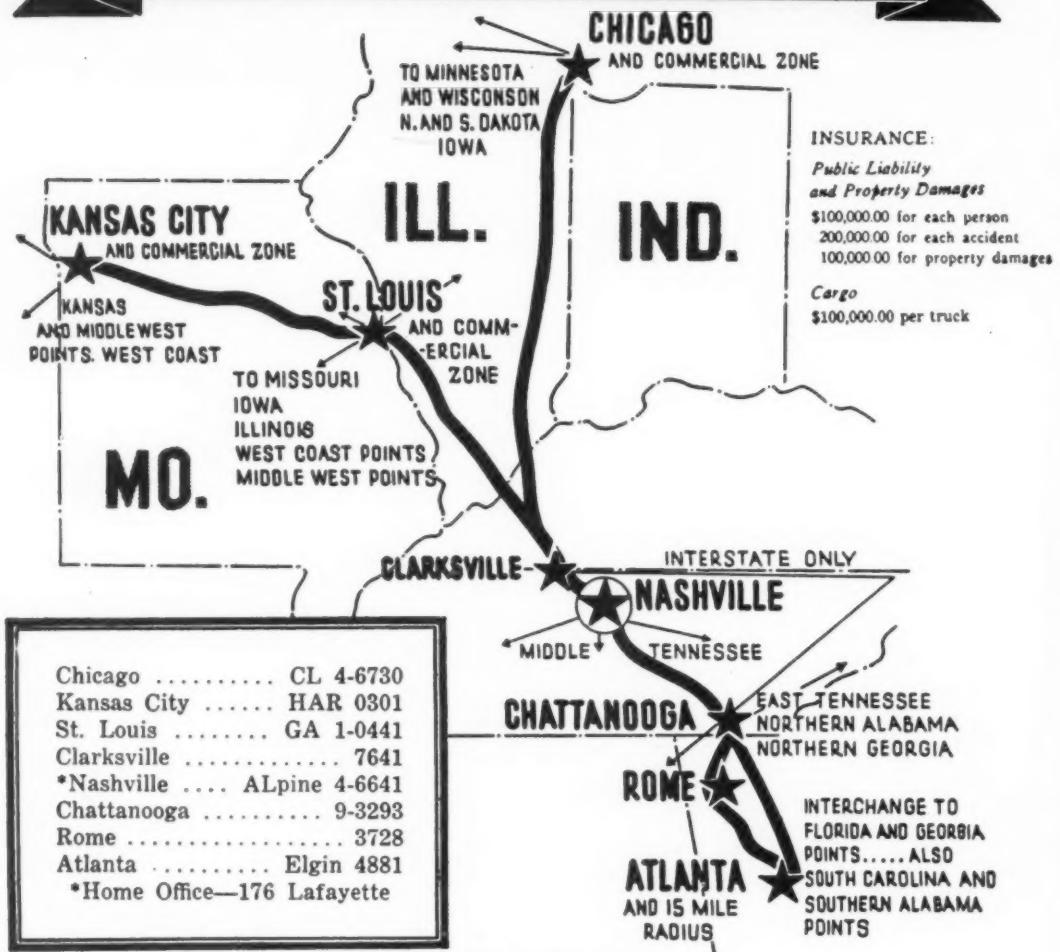 CHICAGO
AND COMMERCIAL ZONE
TO MINNESOTA
AND WISCONSON
N. AND S. DAKOTA
IOWA
INSURANCE:
Public Liability
and Property Damages
$100,000.00 for each person
200,000.00 for each accident
100,000.00 for property damages
Cargo
$100,000.00 per truck
ILL.
IND.
KANSAS CITY
AND COMMERCIAL ZONE
KANSAS
AND MIDDLEWEST
POINTS. WEST COAST
ST. LOUIS
AND COMM-
-ERCIAL
ZONE
TO MISSOURI
IOWA
ILLINOIS
WEST COAST POINTS
MIDDLE WEST POINTS
MO.
CLARKSVILLE
INTERSTATE ONLY
NASHVILLE
MIDDLE TENNESSEE
CHATTANOOGA
EAST TENNESSEE
NORTHERN ALABAMA
NORTHERN GEORGIA
ROME
ATLANTA
AND 15 MILE
RADIUS
INTERCHANGE TO
FLORIDA AND GEORGIA
POINTS.....ALSO
SOUTH CAROLINA AND
SOUTHERN ALABAMA
POINTS
Chicago .......... CL 4-6730
Kansas City ...... HAR 0301
St. Louis ........ GA 1-0441
Clarksville ............. 7641
*Nashville .... ALpine 4-6641
Chattanooga .......... 9-3293
Rome .................. 3728
Atlanta .......... Elgin 4881
*Home Office—176 Lafayette